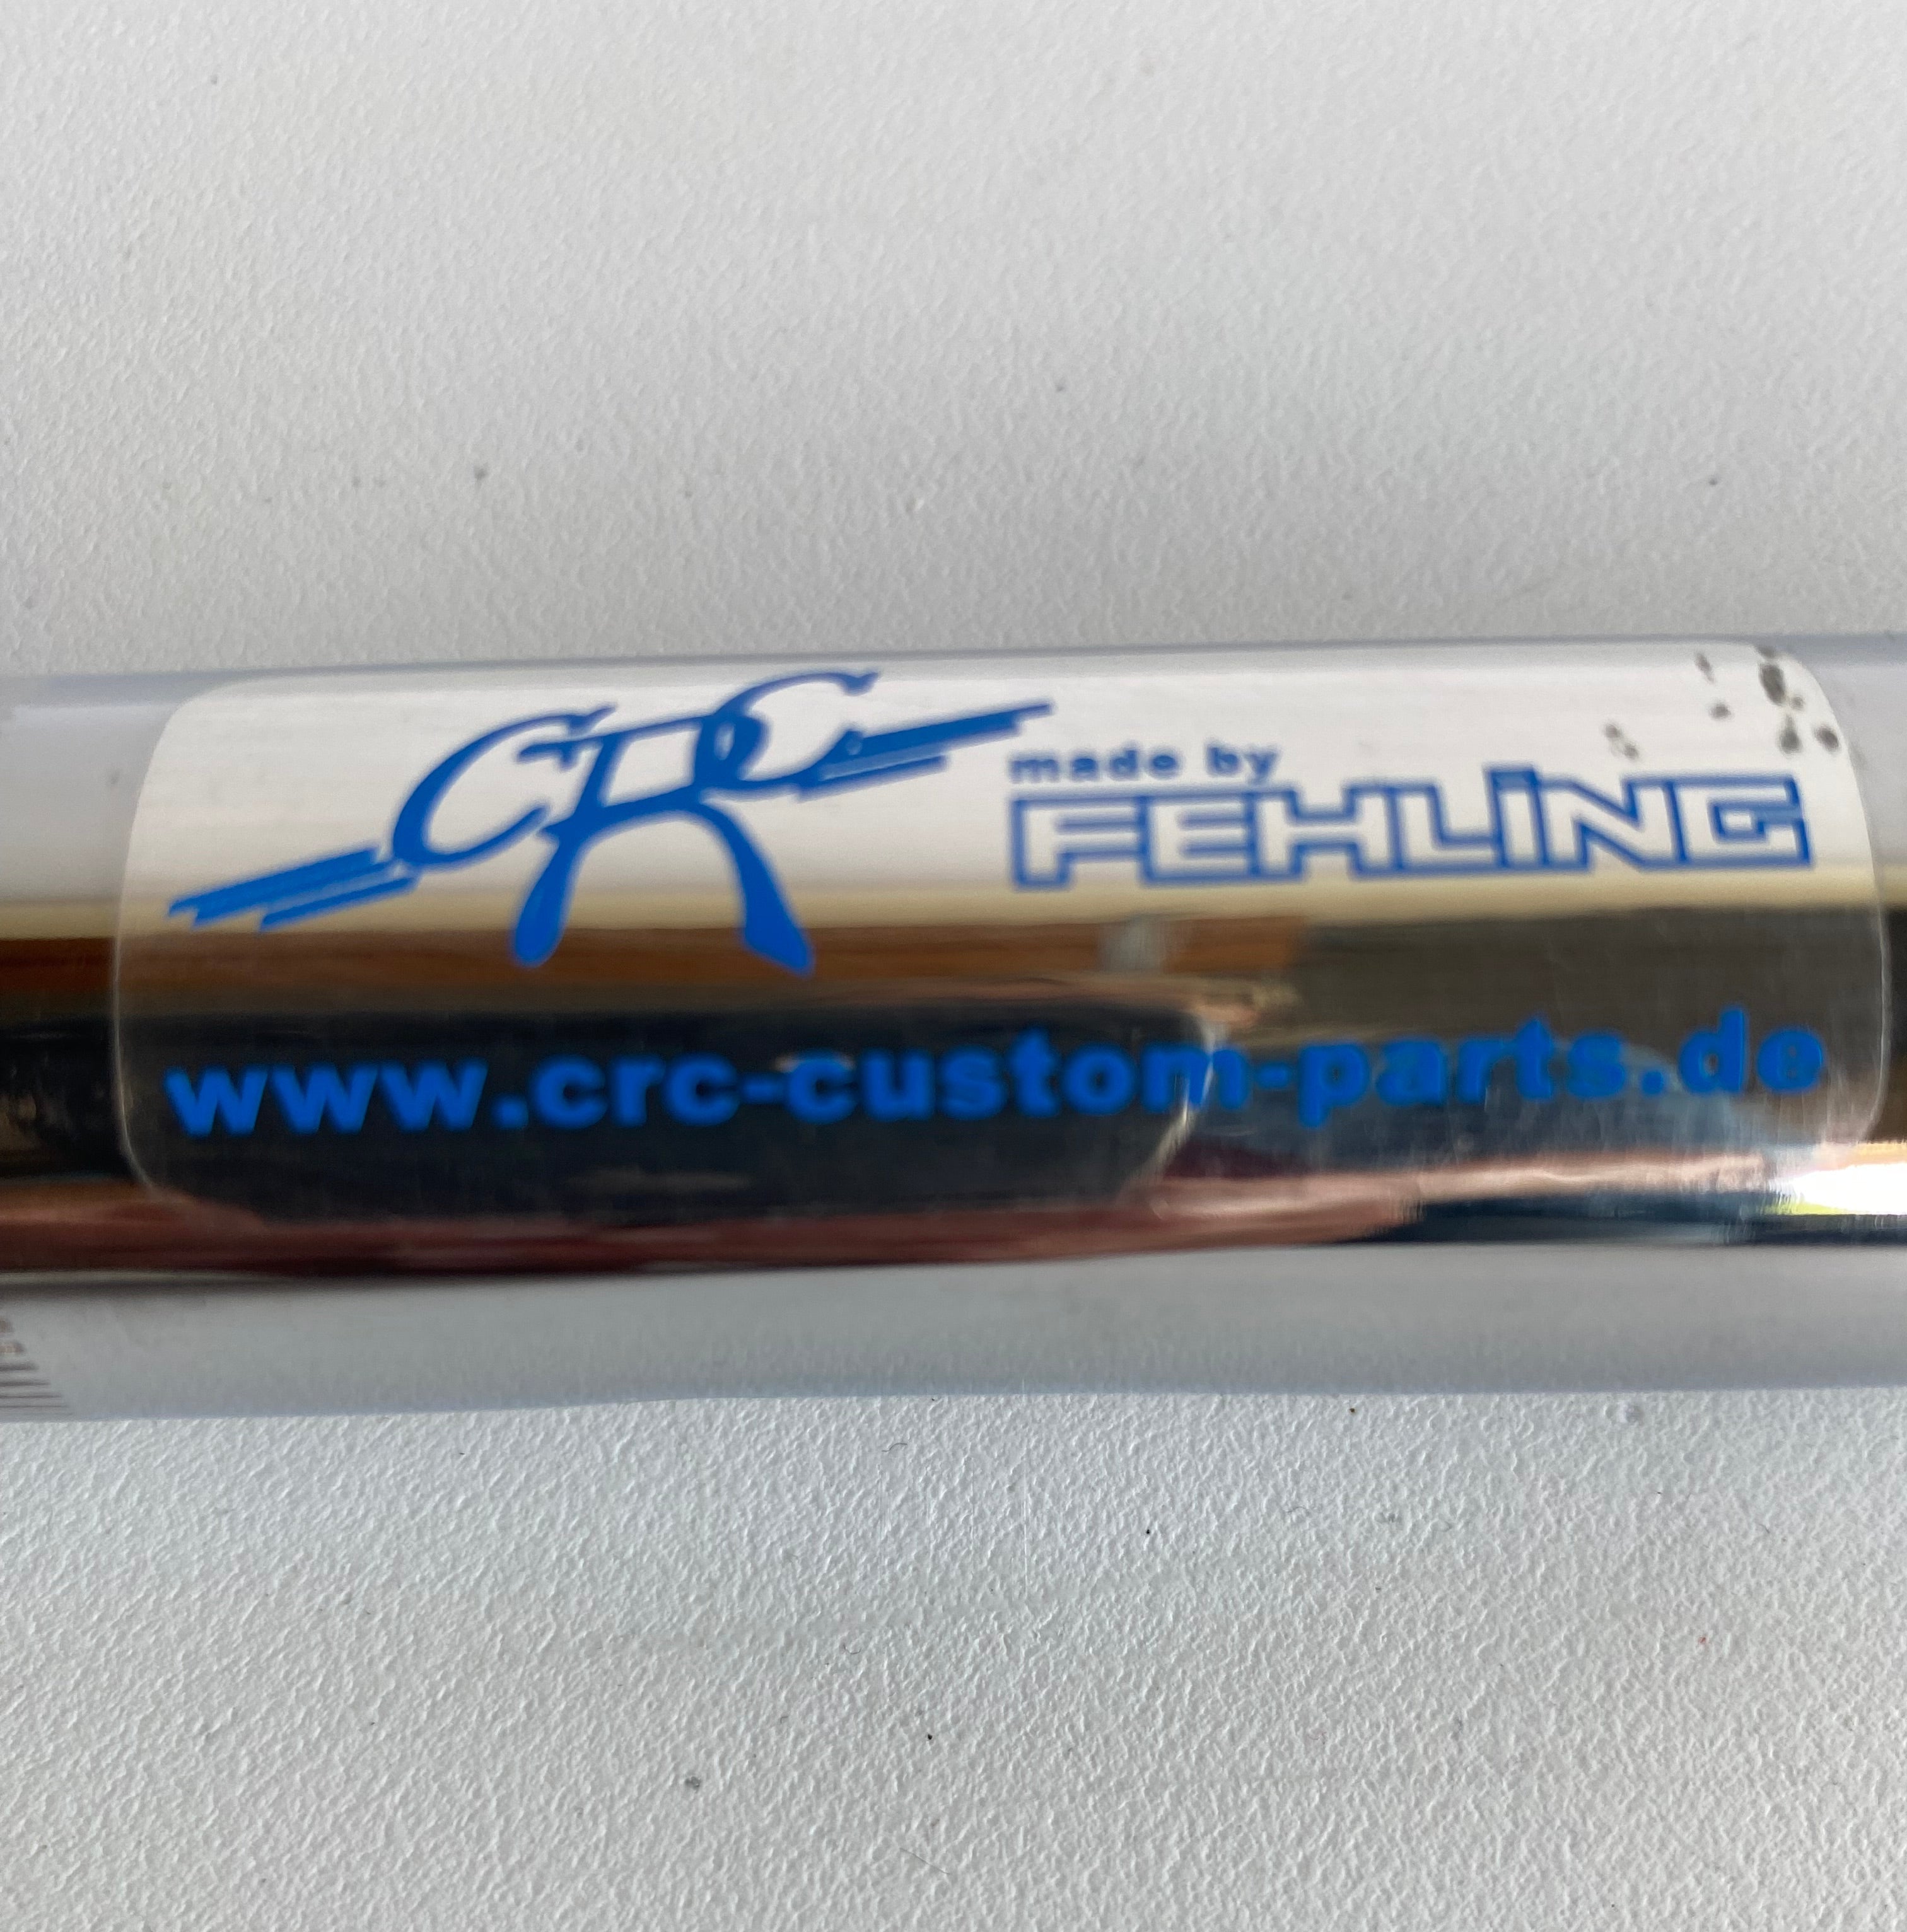 CRC
made by
FEHLiNG
www.crc-custom-parts.de